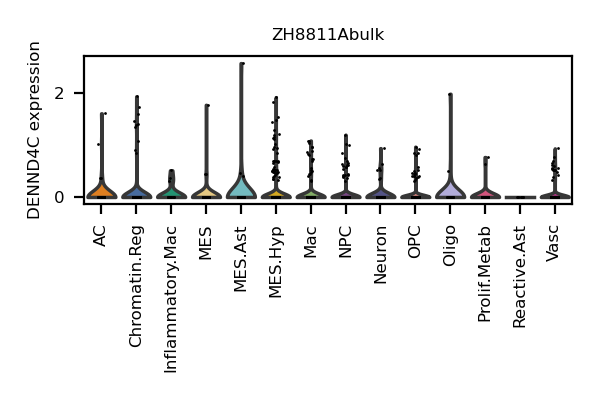 ZH8811Abulk
DENND4C expression
2
0
AC
Chromatin.Reg
Inflammatory.Mac
MES
MES.Ast
MES.Hyp
Mac
NPC
Neuron
OPC
Oligo
Prolif.Metab
Reactive.Ast
Vasc